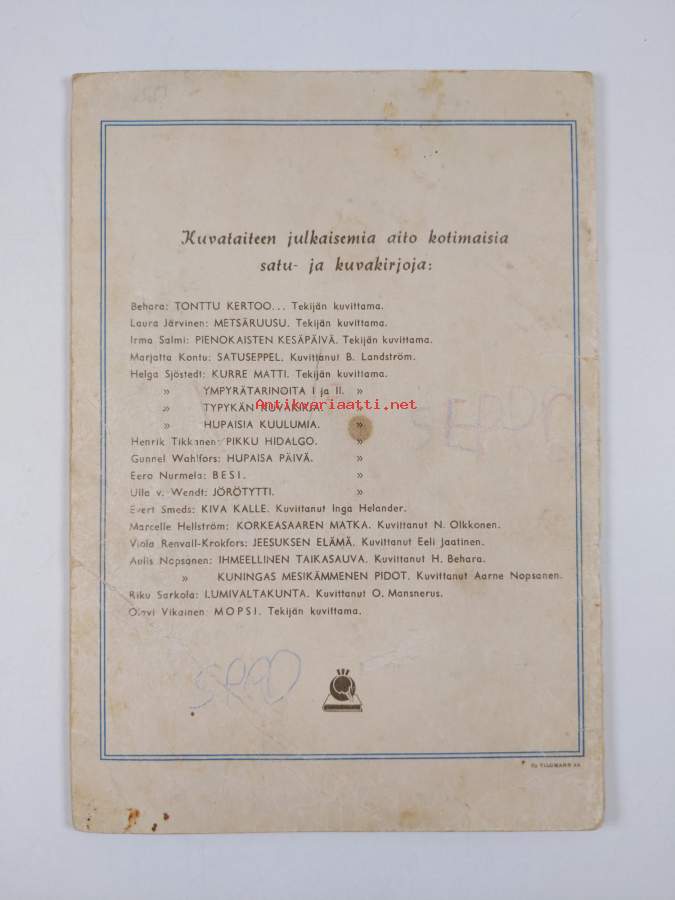 Kuvataiteen julkaisemia aito kotimaisia
satu- ja kuvakirjoja:
Behara: TONTTU KERTOO... Tekijän kuvittama.
Laura Järvinen: METSÄRUUSU. Tekijän kuvittama.
Irma Salmi: PIENOKAISTEN KESÄPÄIVÄ. Tekijän kuvittama.
Marjatta Kontu: SATUSEPPEL. Kuvittanut B. Landström.
Helga Sjöstedt: KURRE MATTI. Tekijän kuvittama.
» YMPYRÄTARINOITA I ja II. »
» TYPYKÄN KUVAKIRJA. »
Antikvariaatti.net
» HUPAISIA KUULUMIA. »
Henrik Tikkanen: PIKKU HIDALGO. »
Gunnel Wahlfors: HUPAISA PÄIVÄ. »
Eero Nurmela: BESI. »
Ulla v. Wendt: JÖRÖTYTTI. »
Evert Smeds: KIVA KALLE. Kuvittanut Inga Helander.
Marcelle Hellström: KORKEASAAREN MATKA. Kuvittanut N. Olkkonen.
Viola Renvall-Krokfors: JEESUKSEN ELÄMÄ. Kuvittanut Eeli Jaatinen.
Aulis Nopsanen: IHMEELLINEN TAIKASAUVA. Kuvittanut H. Behara.
» KUNINGAS MESIKÄMMENEN PIDOT. Kuvittanut Aarne Nopsanen.
Riku Sarkola: LUMIVALTAKUNTA. Kuvittanut O. Mansnerus.
Olavi Vikainen: MOPSI. Tekijän kuvittama.
Oy TILGMANN AB